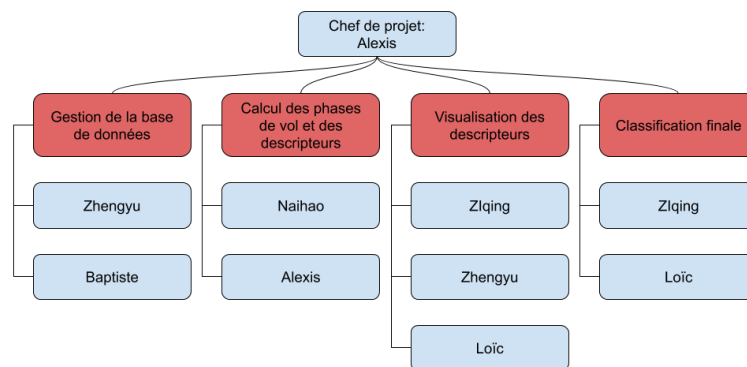 Chef de projet:
Alexis
Gestion de la base
de données
Calcul des phases
de vol et des
descripteurs
Visualisation des
descripteurs
Classification finale
Zhengyu
Naihao
ZIqing
ZIqing
Baptiste
Alexis
Zhengyu
Loïc
Loïc